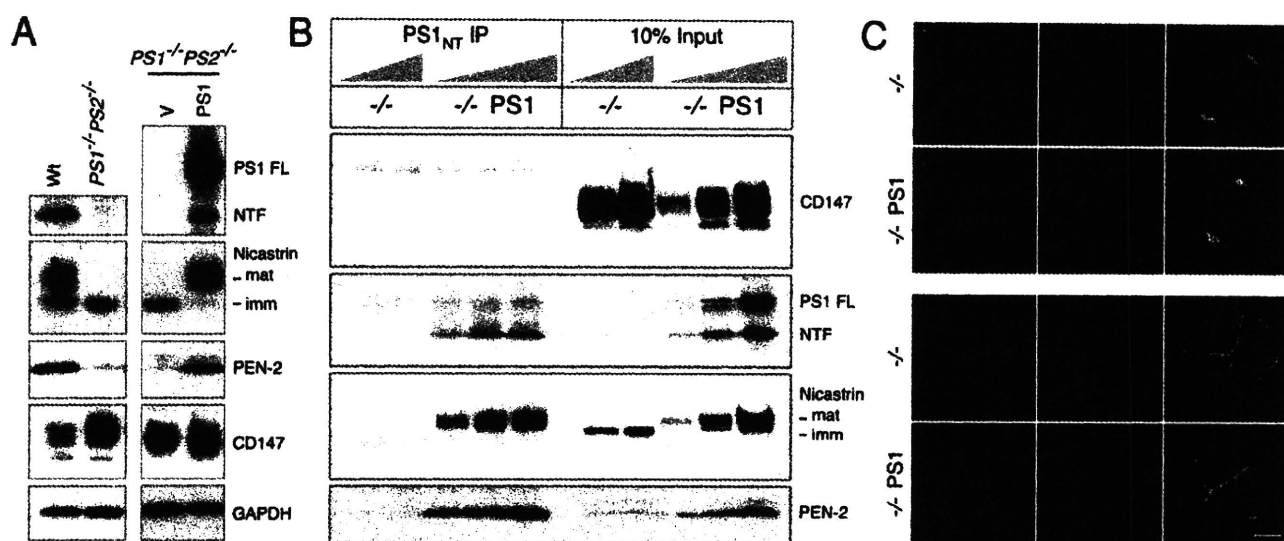 A
PS1-/-PS2-/-
Wt
PS1-/-PS2-/-
V
PS1
PS1 FL
NTF
Nicastrin
– mat
– imm
PEN-2
CD147
GAPDH
B
PS1NT IP
10% Input
-/-
-/- PS1
-/-
-/- PS1
CD147
PS1 FL
NTF
Nicastrin
– mat
– imm
PEN-2
C
-/-
-/- PS1
-/-
-/- PS1